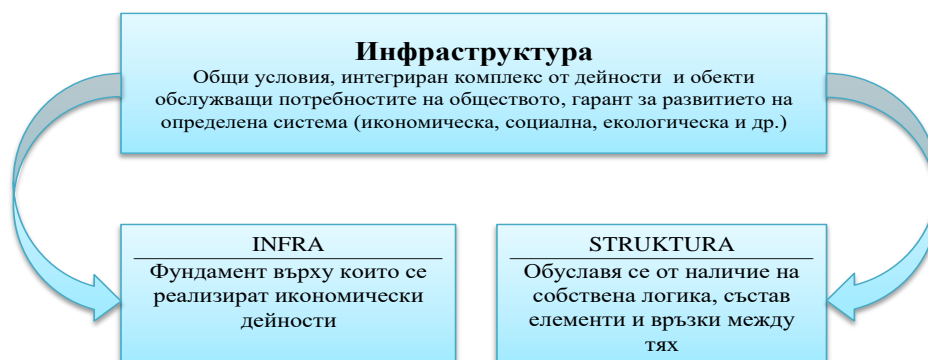 Инфраструктура
Общи условия, интегриран комплекс от дейности и обекти
обслужващи потребностите на обществото, гарант за развитието на
определена система (икономическа, социална, екологическа и др.)
INFRA
Фундамент върху които се
реализират икономически
дейности
STRUKTURA
Обуславя се от наличие на
собствена логика, състав
елементи и връзки между
тях